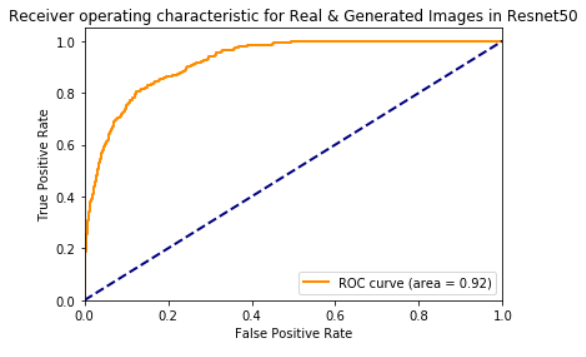 Receiver operating characteristic for Real & Generated Images in Resnet50
1.0
0.8
0.6
0.4
0.2
0.0
True Positive Rate
ROC curve (area = 0.92)
0.0 0.2 0.4 0.6 0.8 1.0
False Positive Rate